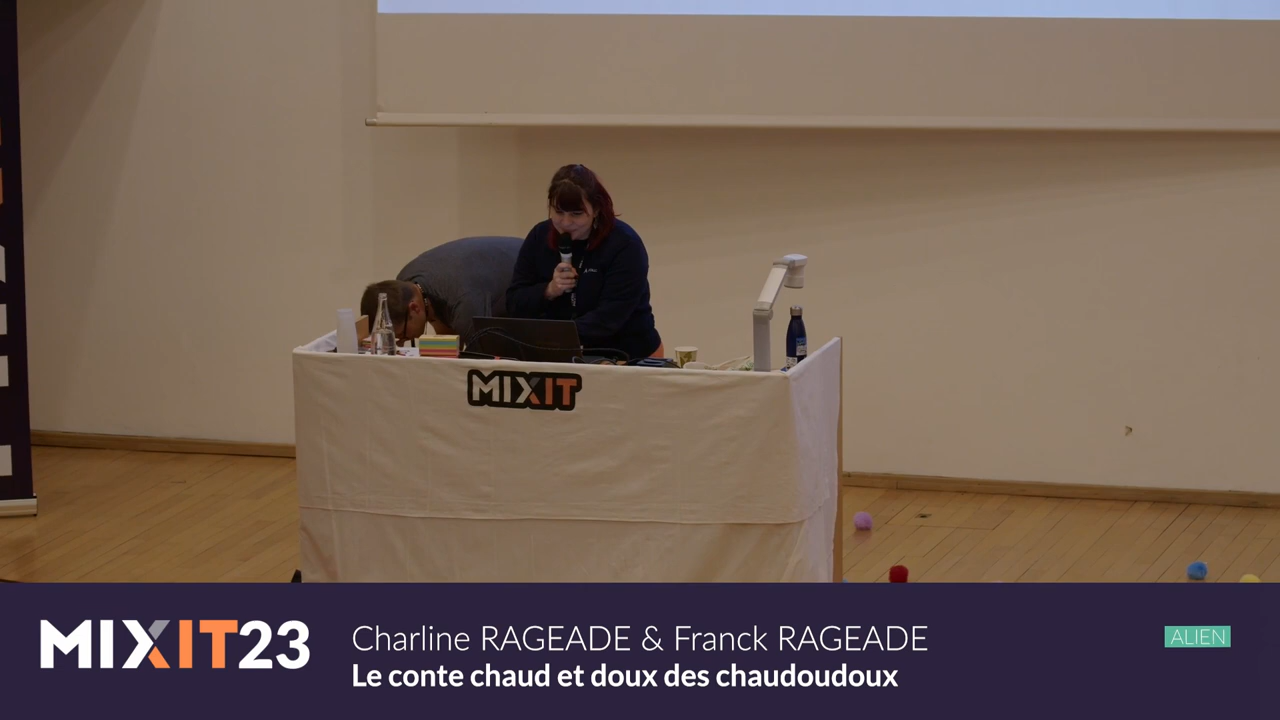 MIXIT
MIXIT23
Charline RAGEADE & Franck RAGEADE
Le conte chaud et doux des chaudoudoux
ALIEN